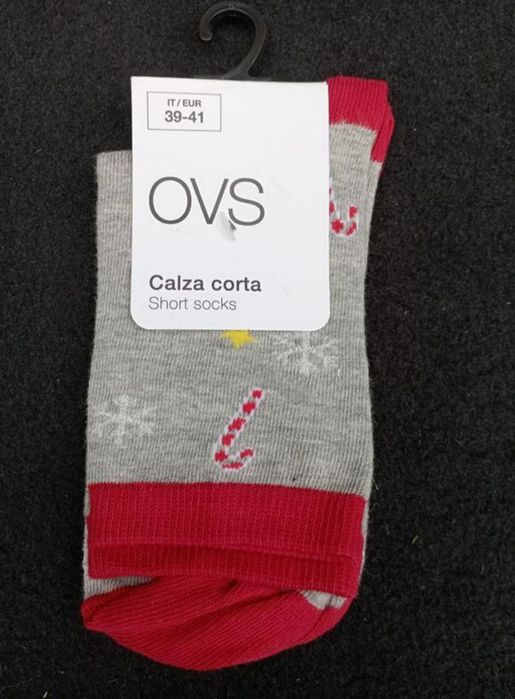 IT/EUR
39-41
OVS
Calza corta
Short socks